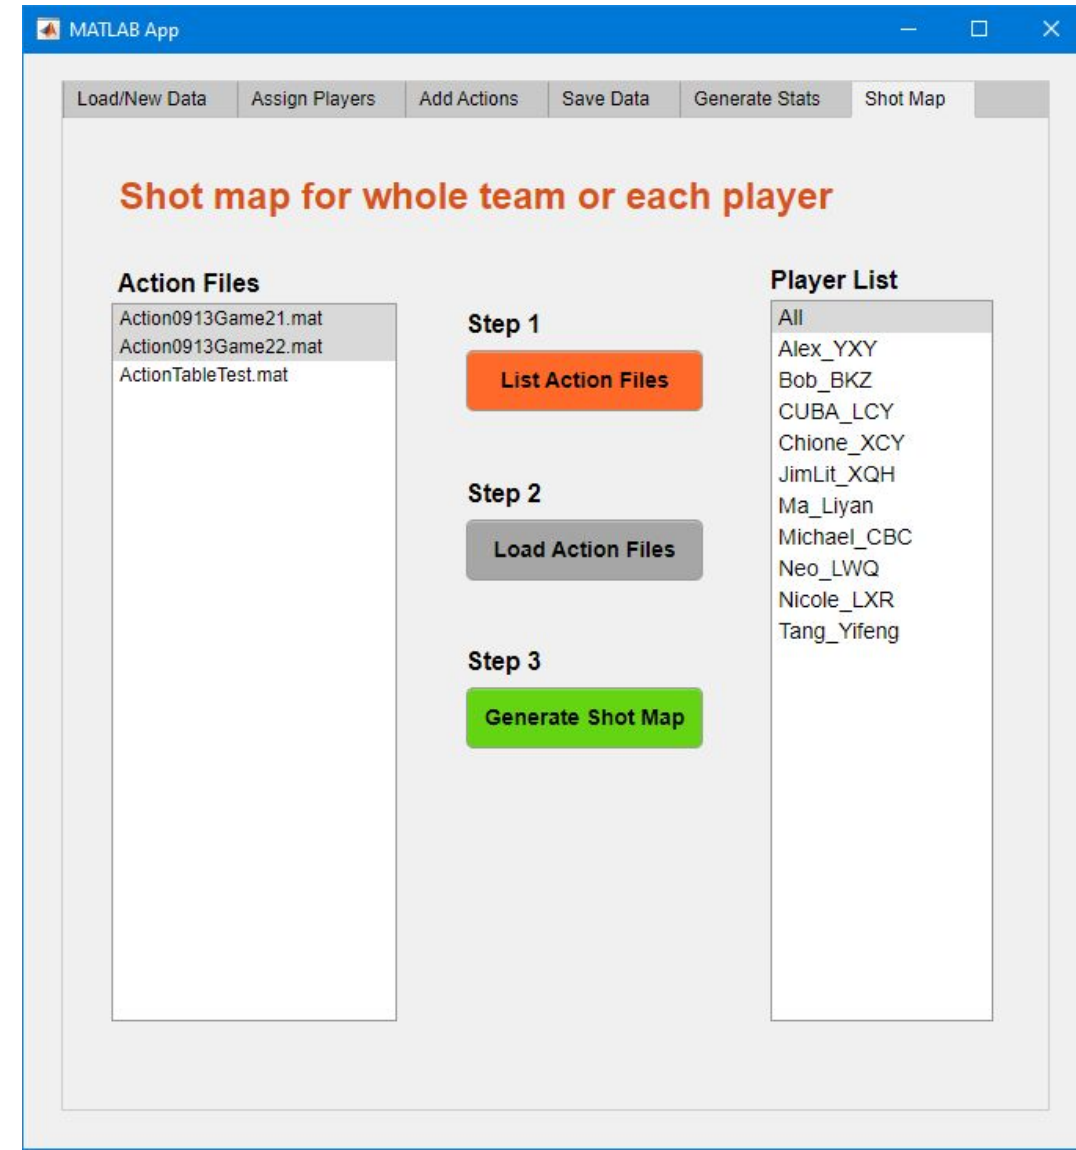 MATLAB App
Load/New Data Assign Players Add Actions Save Data Generate Stats Shot Map
Shot map for whole team or each player
Action Files
Action0913Game21.mat
Action0913Game22.mat
ActionTableTest.mat
Step 1
List Action Files
Step 2
Load Action Files
Step 3
Generate Shot Map
Player List
All
Alex_YXY
Bob_BKZ
CUBA_LCY
Chione_XCY
JimLit_XQH
Ma_Liyan
Michael_CBC
Neo_LWQ
Nicole_LXR
Tang_Yifeng